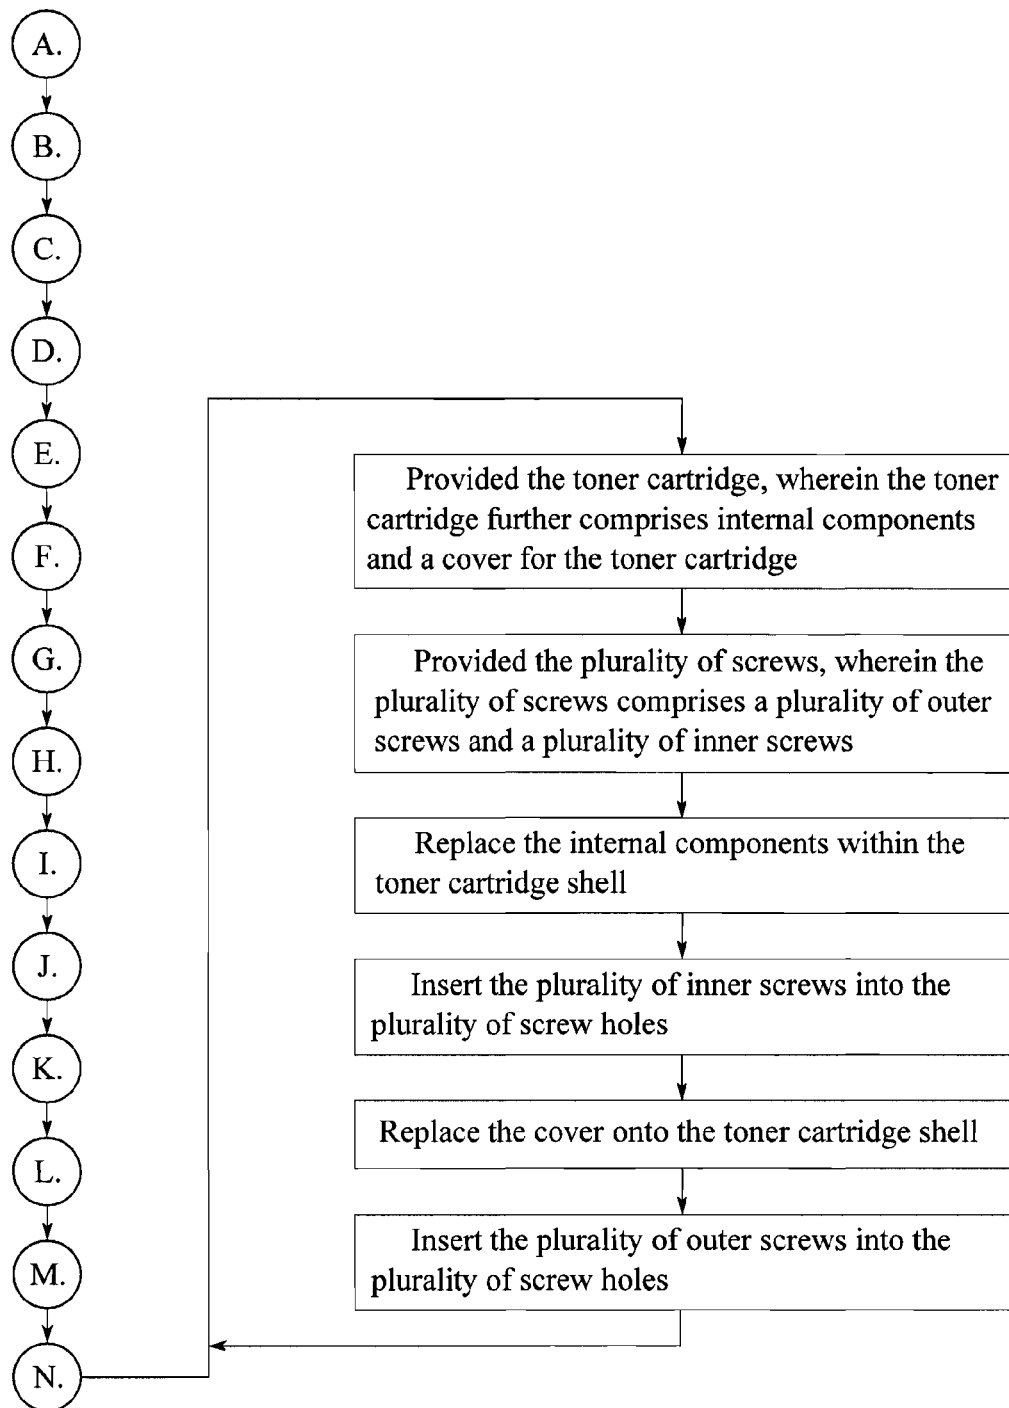 A.
B.
C.
D.
E.
F.
G.
H.
I.
J.
K.
L.
M.
N.
Provided the toner cartridge, wherein the toner
cartridge further comprises internal components
and a cover for the toner cartridge
Provided the plurality of screws, wherein the
plurality of screws comprises a plurality of outer
screws and a plurality of inner screws
Replace the internal components within the
toner cartridge shell
Insert the plurality of inner screws into the
plurality of screw holes
Replace the cover onto the toner cartridge shell
Insert the plurality of outer screws into the
plurality of screw holes